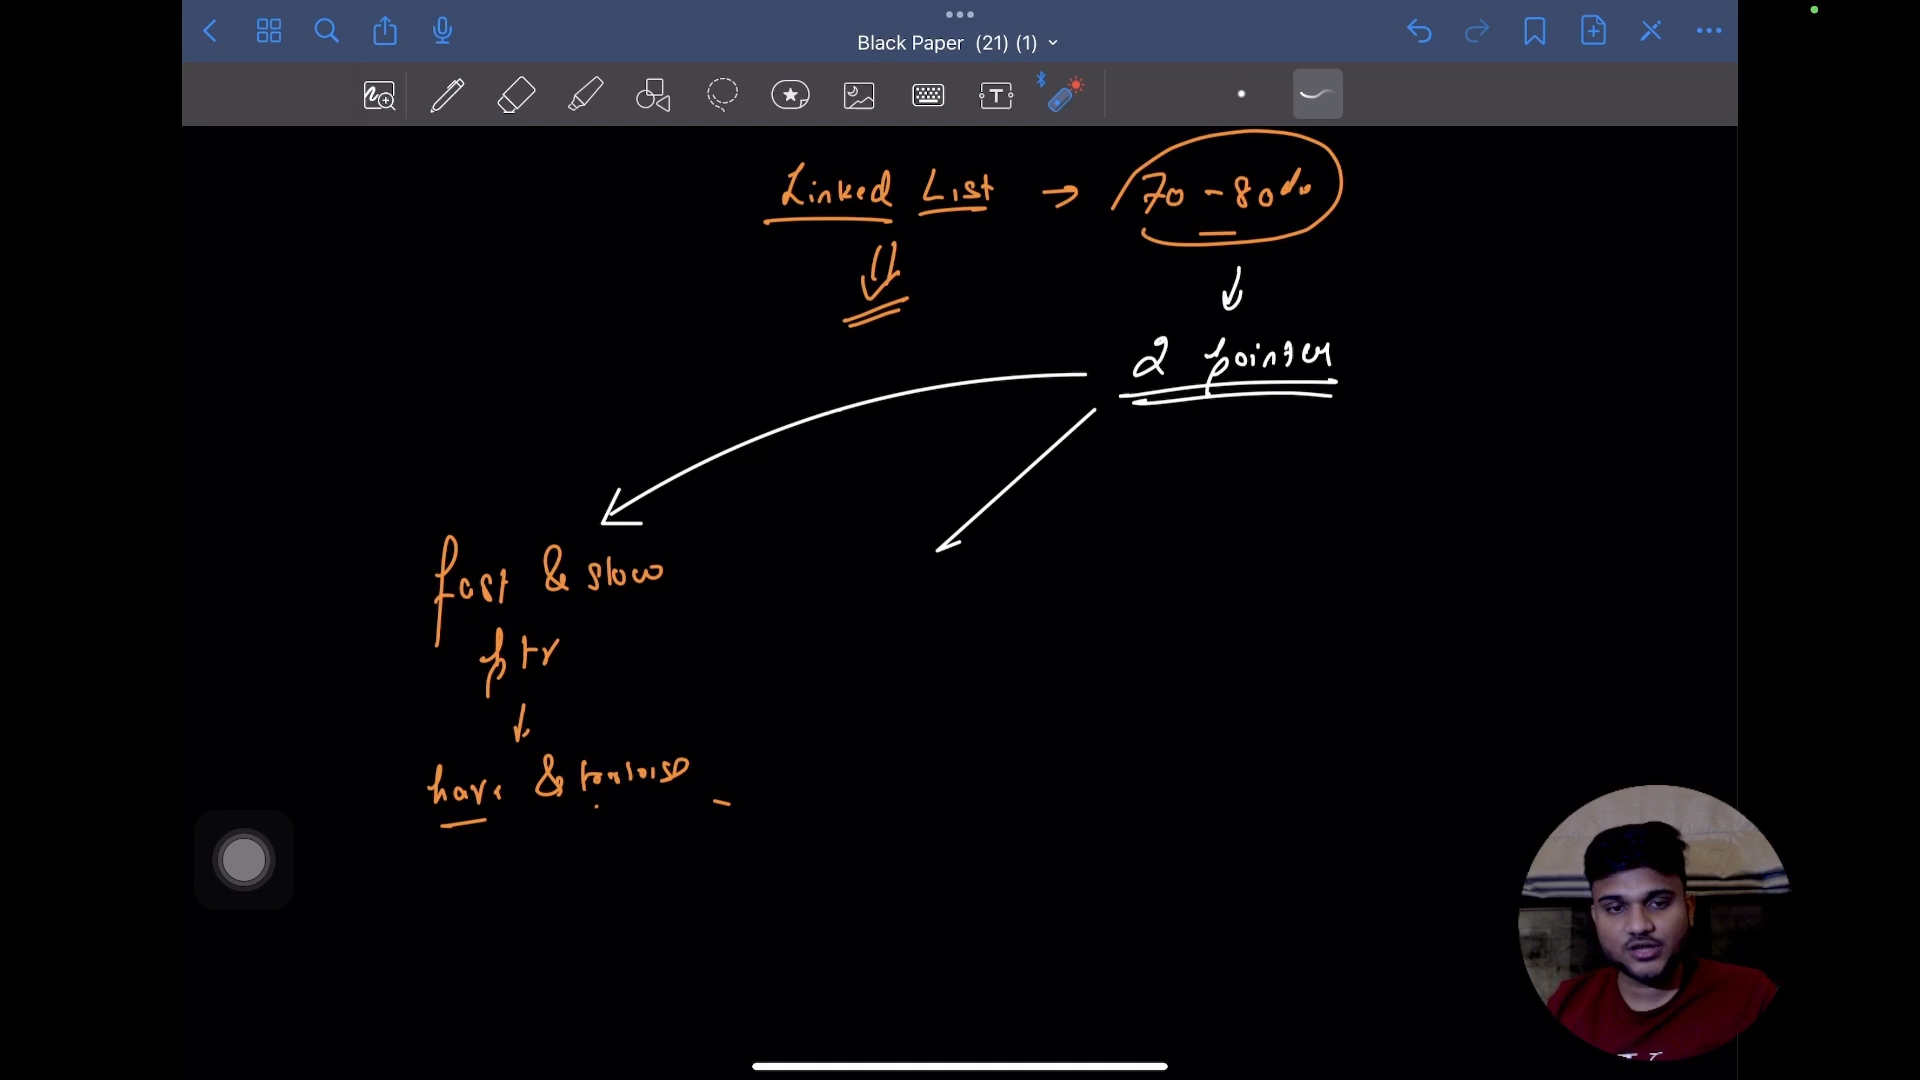 Black Paper (21) (1)
T
Linked List → 70 - 80%
2 pointer
fast & slow
ptr
hare & tortoise